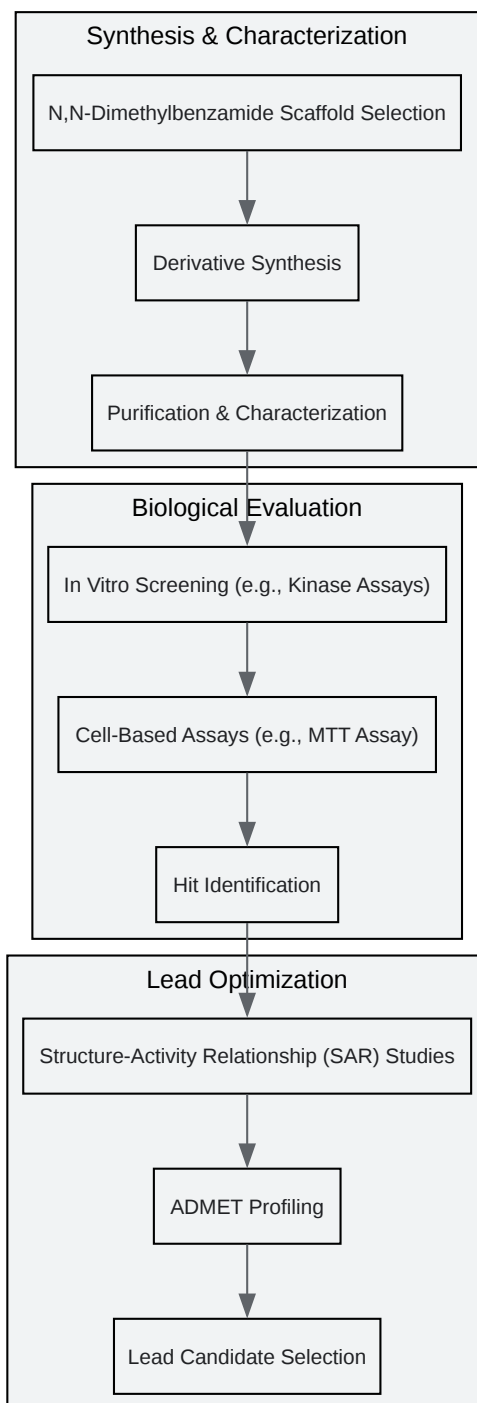 Synthesis & Characterization
N,N-Dimethylbenzamide Scaffold Selection
Derivative Synthesis
Purification & Characterization
Biological Evaluation
In Vitro Screening (e.g., Kinase Assays)
Cell-Based Assays (e.g., MTT Assay)
Hit Identification
Lead Optimization
Structure-Activity Relationship (SAR) Studies
ADMET Profiling
Lead Candidate Selection